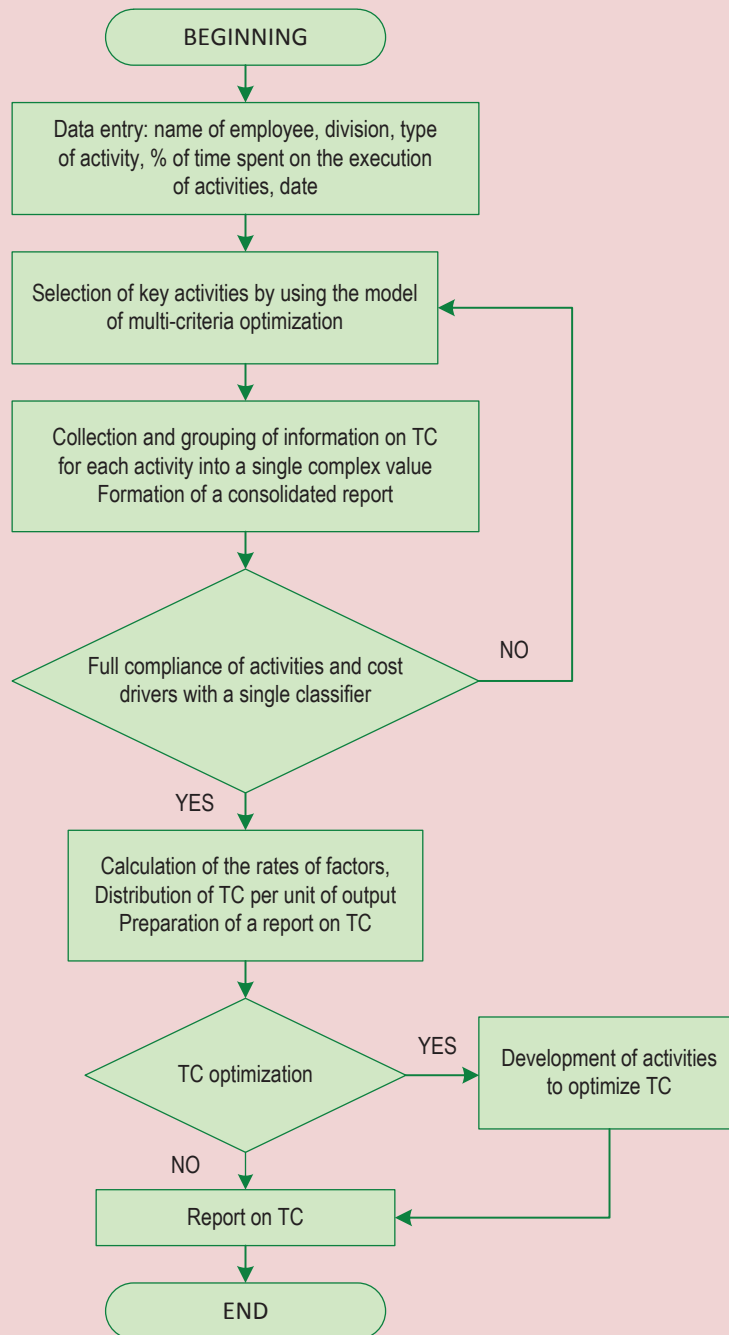 BEGINNING
Data entry: name of employee, division, type
of activity, % of time spent on the execution
of activities, date
Selection of key activities by using the model
of multi-criteria optimization
Collection and grouping of information on TC
for each activity into a single complex value
Formation of a consolidated report
Full compliance of activities and cost
drivers with a single classifier
NO
YES
Calculation of the rates of factors,
Distribution of TC per unit of output
Preparation of a report on TC
TC optimization
YES
Development of activities
to optimize TC
NO
Report on TC
END